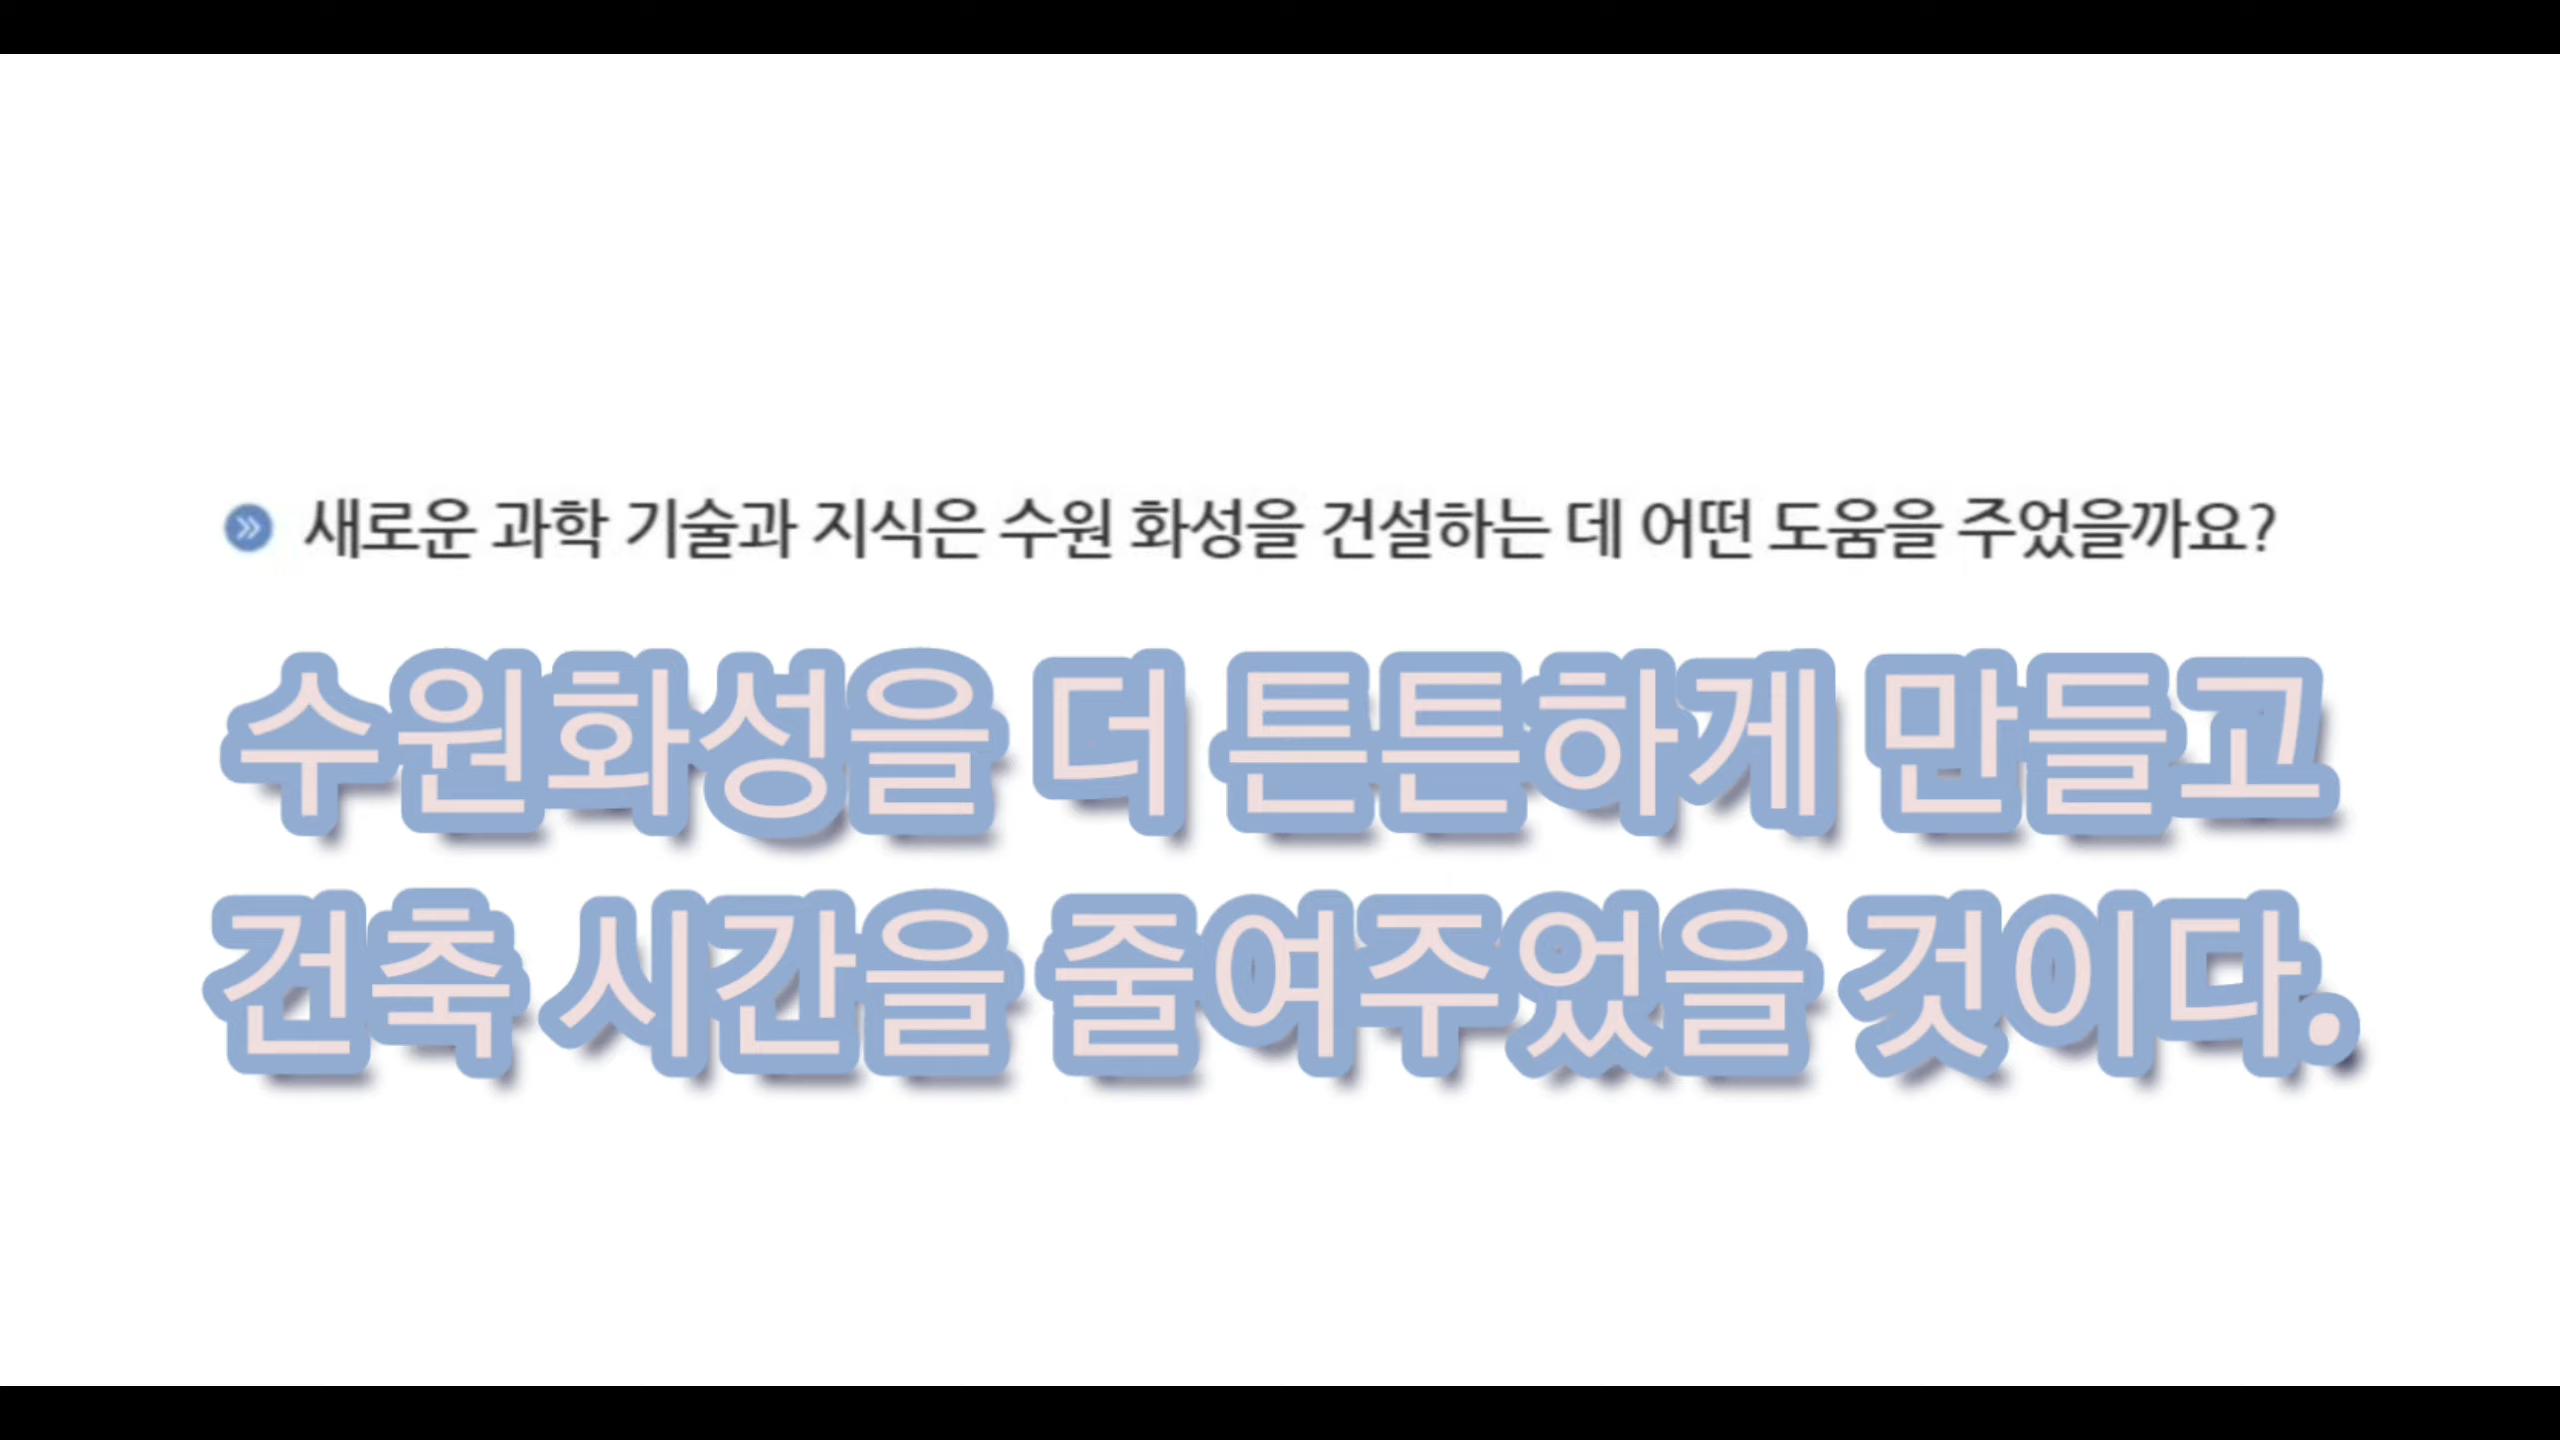 새로운 과학 기술과 지식은 수원 화성을 건설하는 데 어떤 도움을 주었을까요?
수원화성을 더 튼튼하게 만들고
건축 시간을 줄여주었을 것이다.